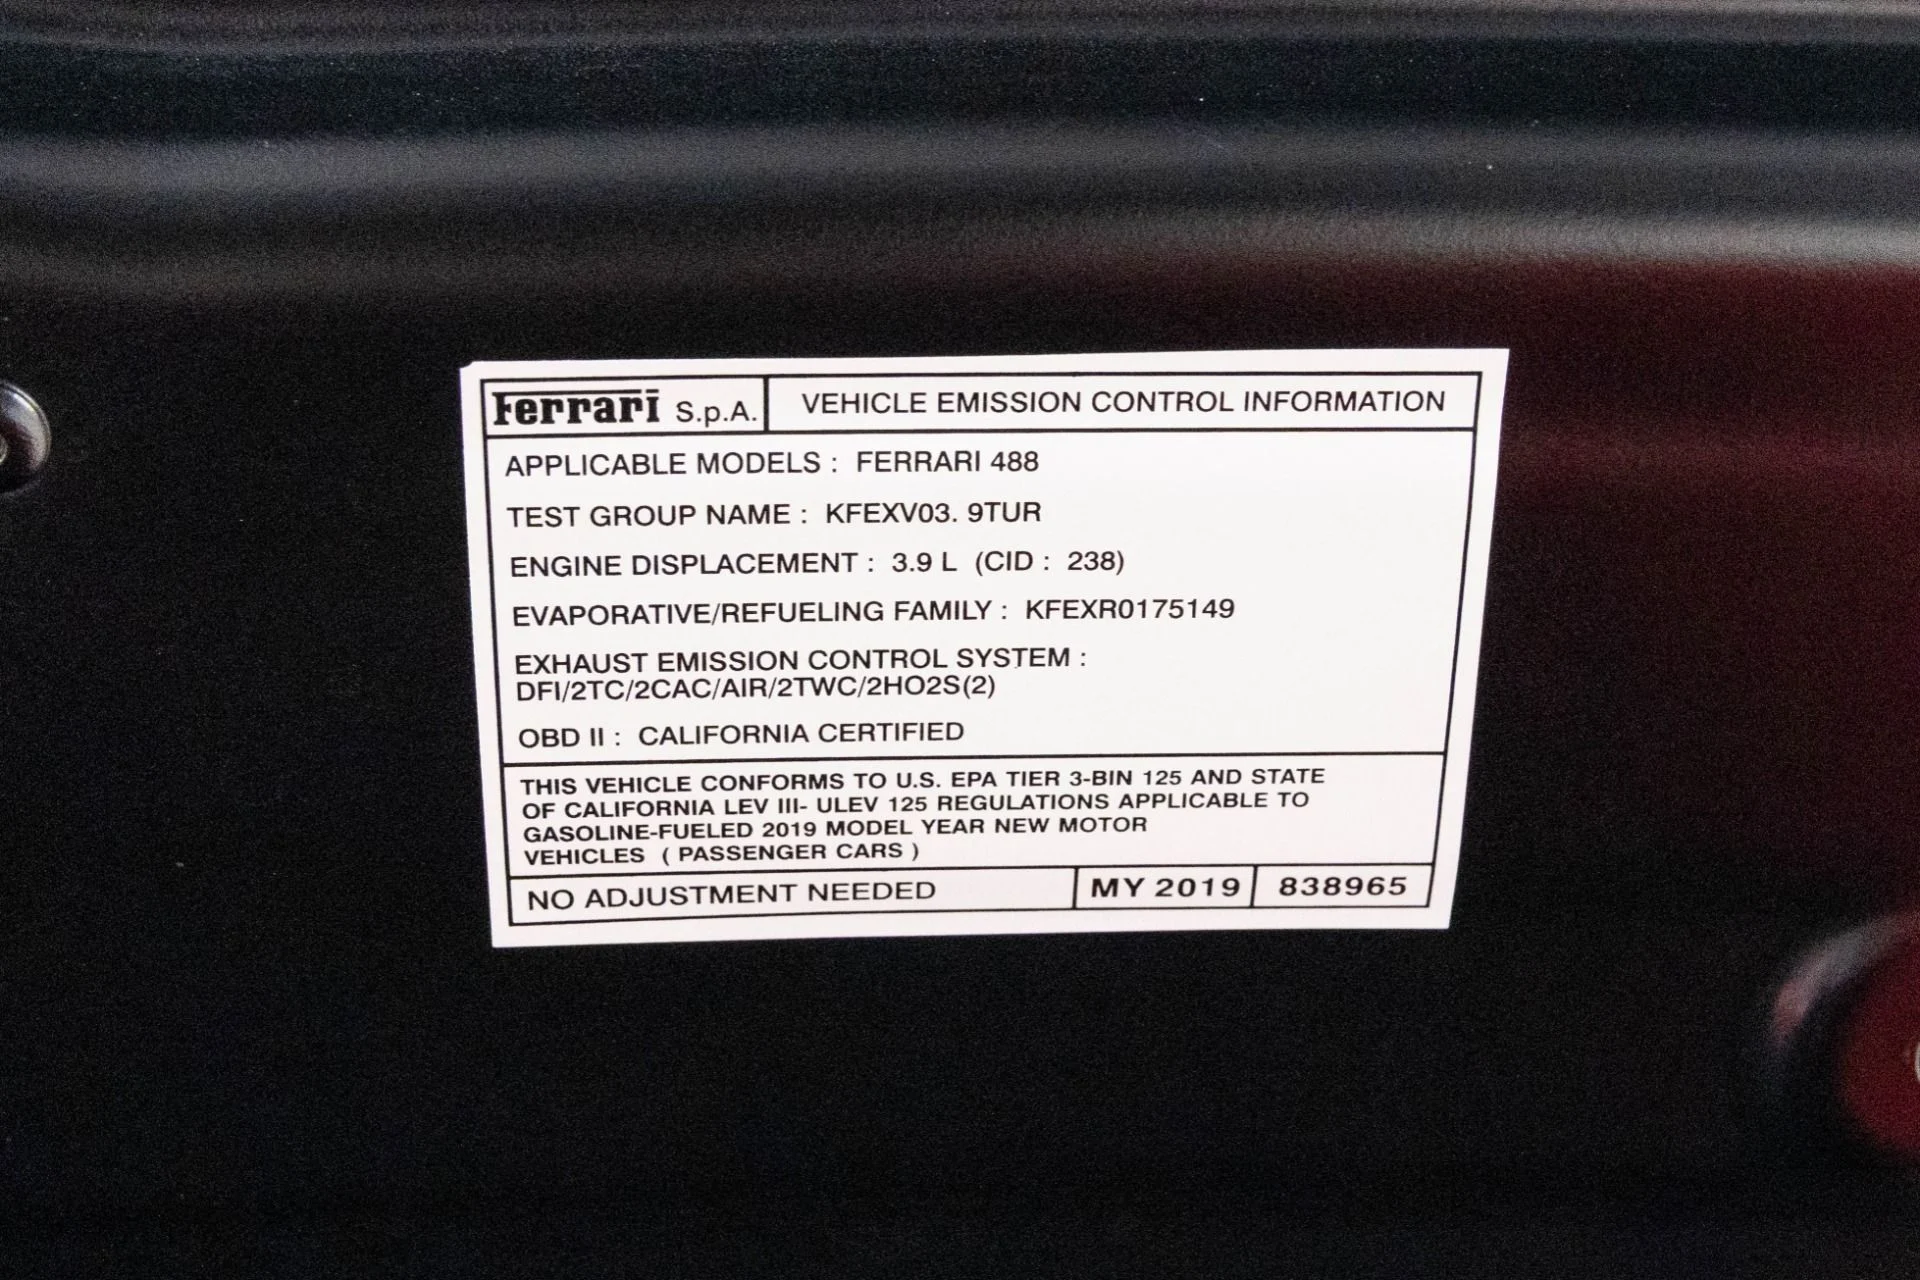 Ferrari S.p.A. VEHICLE EMISSION CONTROL INFORMATION
APPLICABLE MODELS : FERRARI 488
TEST GROUP NAME : KFEXV03. 9TUR
ENGINE DISPLACEMENT : 3.9 L (CID : 238)
EVAPORATIVE/REFUELING FAMILY : KFEXR0175149
EXHAUST EMISSION CONTROL SYSTEM :
DFI/2TC/2CAC/AIR/2TWC/2HO2S(2)
OBD II : CALIFORNIA CERTIFIED
THIS VEHICLE CONFORMS TO U.S. EPA TIER 3-BIN 125 AND STATE
OF CALIFORNIA LEV III- ULEV 125 REGULATIONS APPLICABLE TO
GASOLINE-FUELED 2019 MODEL YEAR NEW MOTOR
VEHICLES ( PASSENGER CARS )
NO ADJUSTMENT NEEDED MY 2019 838965